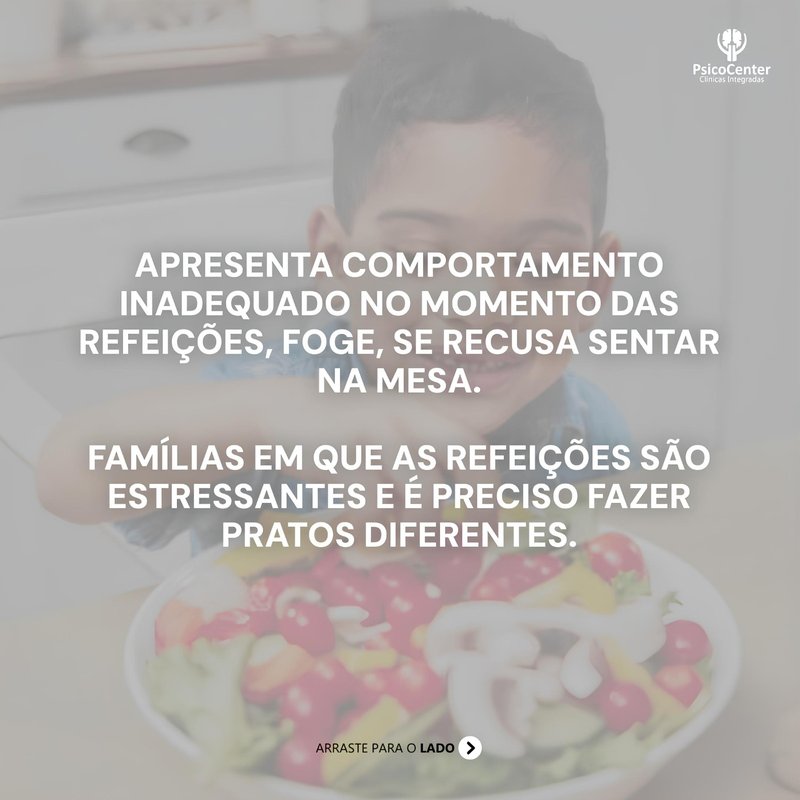 PsicoCenter
Clínicas Integradas
APRESENTA COMPORTAMENTO
INADEQUADO NO MOMENTO DAS
REFEIÇÕES, FOGE, SE RECUSA SENTAR
NA MESA.
FAMÍLIAS EM QUE AS REFEIÇÕES SÃO
ESTRESSANTES E É PRECISO FAZER
PRATOS DIFERENTES.
ARRASTE PARA O LADO